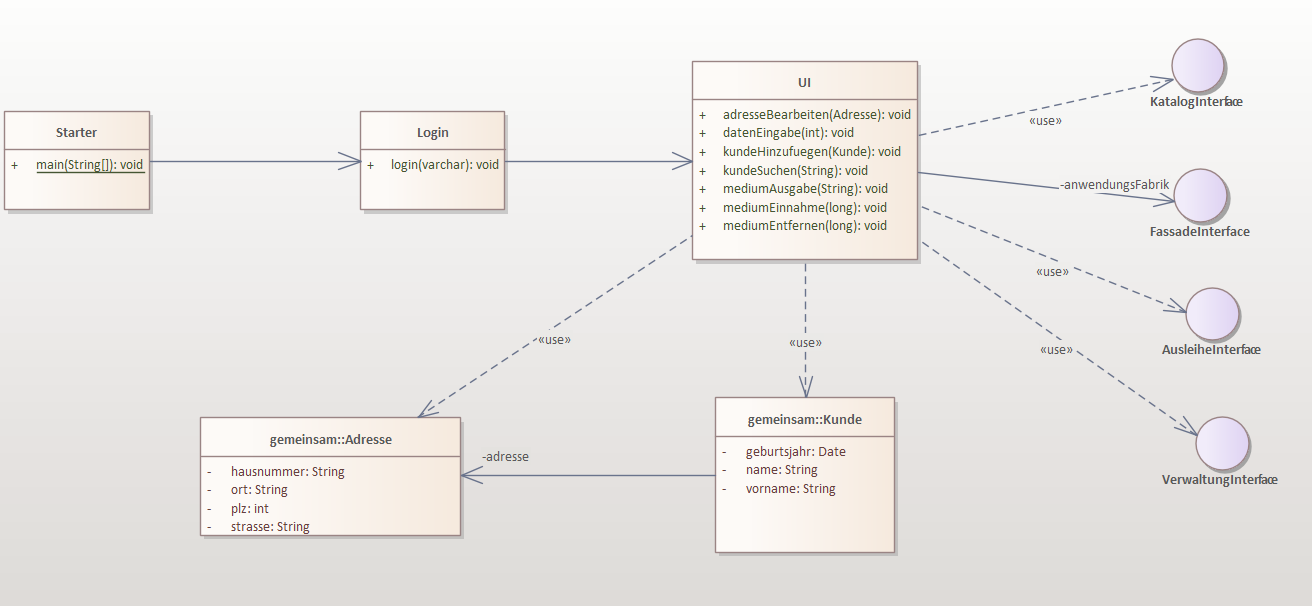 Starter
+ main(String[]): void
Login
+ login(varchar): void
UI
+ adresseBearbeiten(Adresse): void
+ datenEingabe(int): void
+ kundeHinzufuegen(Kunde): void
+ kundeSuchen(String): void
+ mediumAusgabe(String): void
+ mediumEinnahme(long): void
+ mediumEntfernen(long): void
«use»
KatalogInterface
-anwendungsFabrik
FassadeInterface
«use»
AusleiheInterface
«use»
VerwaltungInterface
«use»
«use»
gemeinsam::Adresse
- hausnummer: String
- ort: String
- plz: int
- strasse: String
-adresse
gemeinsam::Kunde
- geburtsjahr: Date
- name: String
- vorname: String